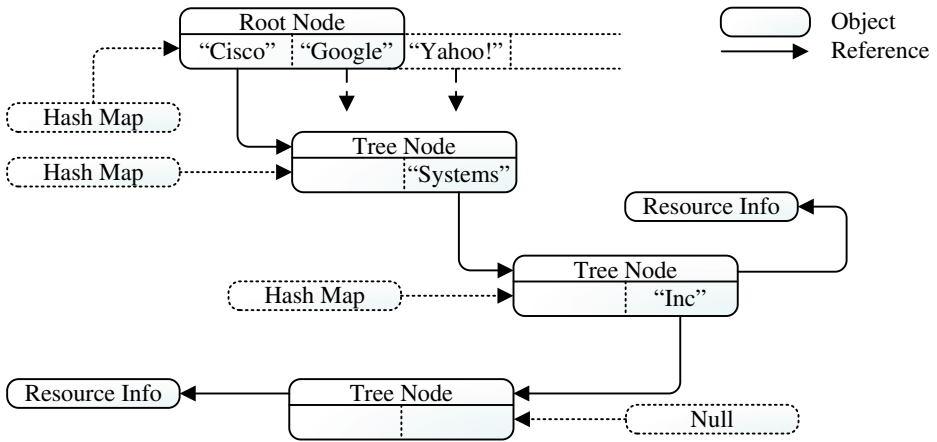 Root Node
“Cisco” “Google” “Yahoo!”
Object
Reference
Hash Map
Tree Node
“Systems”
Hash Map
Resource Info
Tree Node
“Inc”
Hash Map
Resource Info
Tree Node
Null